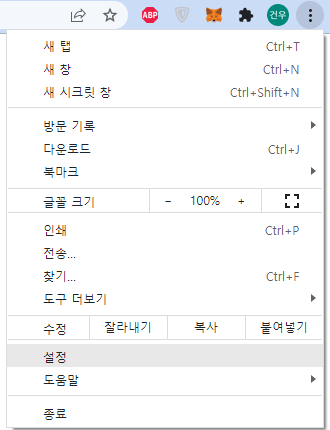 ABP 건우
새 탭 Ctrl+T
새 창 Ctrl+N
새 시크릿 창 Ctrl+Shift+N
방문 기록
다운로드 Ctrl+J
북마크
글꼴 크기 - 100% +
인쇄 Ctrl+P
전송...
찾기... Ctrl+F
도구 더보기
수정 잘라내기 복사 붙여넣기
설정
도움말
종료